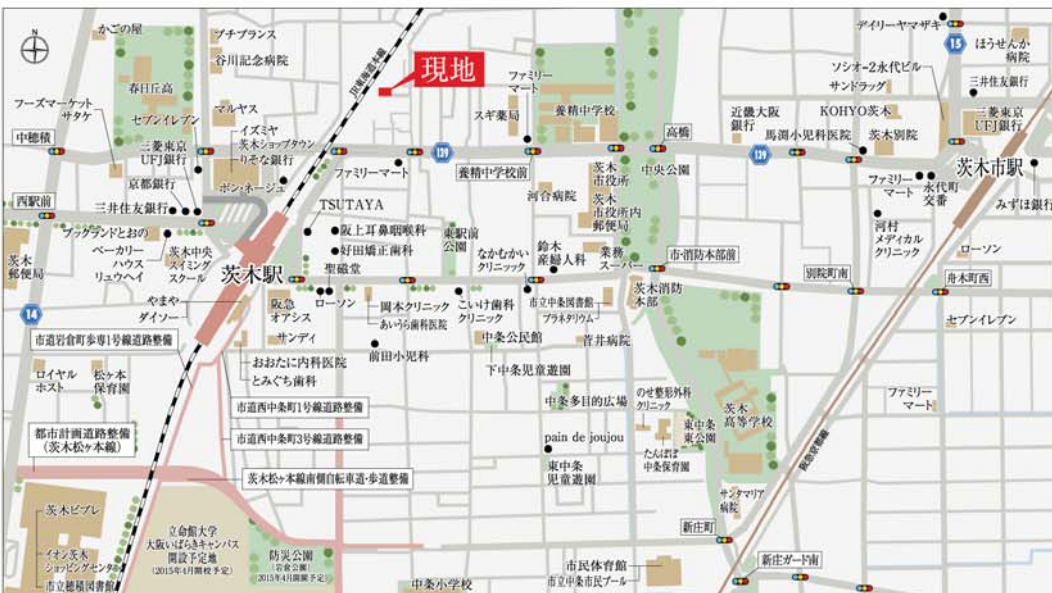 かごの屋
プチプランス
谷川記念病院
JR東海道本線
現地
春日丘高
フーズマーケット
サタケ
セブンイレブン
マルヤス
三菱東京
UFJ銀行
イズミヤ
茨木ショップタウン
りそな銀行
中穂積
京都銀行
ボン・ネージュ
西駅前
三井住友銀行
ブッグランドとおの
ベーカリー
ハウス
リュウヘイ
茨木中央
スイミング
スクール
茨木
郵便局
14
茨木駅
ファミリーマート
139
スギ薬局
ファミリー
マート
養精中学校
養精中学校前
高橋
茨木
市役所
中央公園
茨木
市役所内
郵便局
河合病院
近畿大阪
銀行
馬渕小児科医院
139
デイリーヤマザキ
15
ほうせんか
病院
ソシオ-2永代ビル
サンドラッグ
三井住友銀行
KOHYO茨木
茨木別院
三菱東京
UFJ銀行
茨木市駅
ファミリー
マート
永代町
交番
みずほ銀行
河村
メディカル
クリニック
ローソン
TSUTAYA
阪上耳鼻咽喉科
好田矯正歯科
聖磁堂
東駅前
公園
なかむかい
クリニック
鈴木
産婦人科
業務
スーパー
市・消防本部前
別院町南
舟木町西
やまや
ダイソー
阪急
オアシス
サンディ
ローソン
岡本クリニック
あいうら歯科医院
こいけ歯科
クリニック
市立中条図書館
プラネタリウム
茨木消防
本部
セブンイレブン
市道岩倉町歩専1号線道路整備
おおたに内科医院
とみぐち歯科
前田小児科
中条公民館
下中条児童遊園
菅井病院
ロイヤル
ホスト
松ヶ本
保育園
市道西中条町1号線道路整備
中条多目的広場
のせ整形外科
クリニック
東中条
東公園
茨木
高等学校
ファミリー
マート
都市計画道路整備
(茨木松ヶ本線)
市道西中条町3号線道路整備
pain de joujou
たんぽぽ
中条保育園
阪急京都線
茨木松ヶ本線南側自転車道・歩道整備
東中条
児童遊園
サンタマリア
病院
茨木ビブレ
イオン茨木
ショッピングセンター
市立穂積図書館
立命館大学
大阪いばらきキャンパス
開設予定地
(2015年4月開校予定)
防災公園
(岩倉公園)
(2015年4月開園予定)
新庄町
新庄ガード南
市民体育館
市立中条市民プール
中条小学校